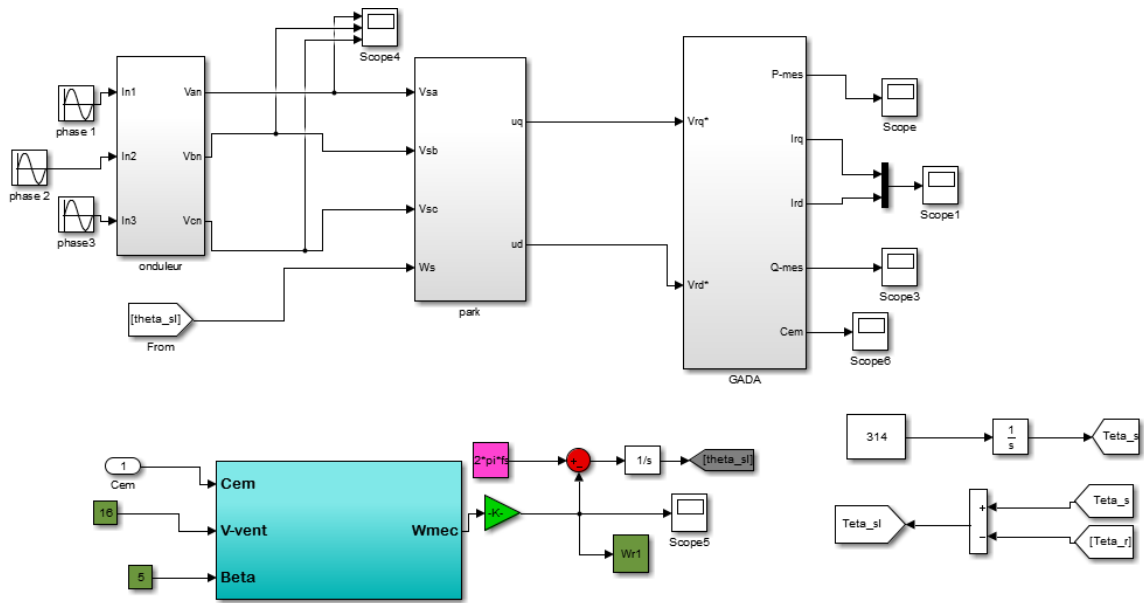 Scope4
In1
Van
phase 1
In2
Vbn
phase 2
In3
Vcn
phase3
onduleur
Vsa
Vsb
Vsc
Ws
uq
ud
park
[theta_sl]
From
Vrq*
Vrd*
P-mes
Irq
Ird
Q-mes
Cem
GADA
Scope
Scope1
Scope3
Scope6
1
Cem
16
5
Cem
V-vent
Beta
Wmec
-K-
2*pi*fs
+_
1/s
[theta_sl]
Scope5
Wr1
314
1
s
Teta_s
Teta_sl
+
−
Teta_s
[Teta_r]